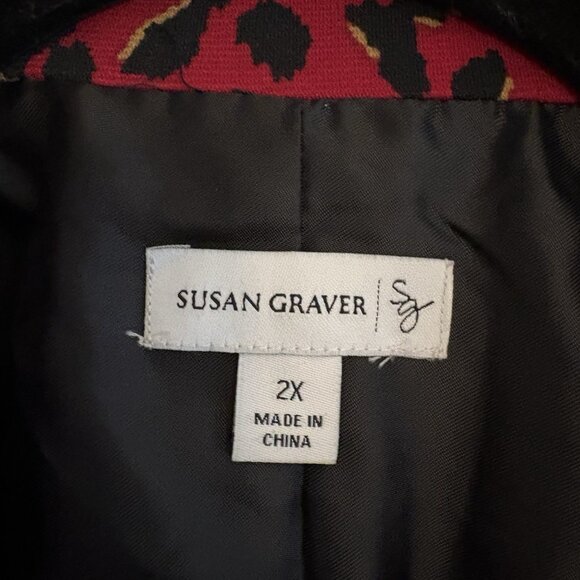 SUSAN GRAVER Sg
2X
MADE IN
CHINA